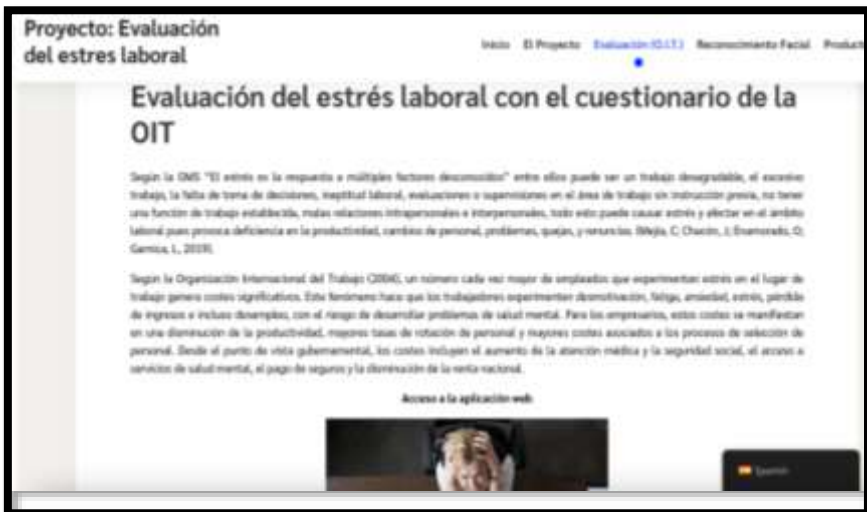 Proyecto: Evaluación
del estres laboral
Inicio El Proyecto Evaluación (O.I.T.) Reconocimiento Facial Product
Evaluación del estrés laboral con el cuestionario de la
OIT
Según la OMS "El estrés es la respuesta a múltiples factores desconocidos" entre ellos puede ser un trabajo desagradable, el excesivo
trabajo, la falta de toma de decisiones, ineptitud laboral, evaluaciones o supervisiones en el área de trabajo sin instrucción previa, no tener
una función de trabajo establecida, malas relaciones intrapersonales e interpersonales, todo esto puede causar estrés y afectar en el ámbito
laboral pues provoca deficiencia en la productividad, cambios de personal, problemas, quejas, y renuncias. (Mejia, C; Chacón, J; Enamorado, O;
Garnica, L, 2019).
Según la Organización Internacional del Trabajo (2004), un número cada vez mayor de empleados que experimentan estrés en el lugar de
trabajo genera costes significativos. Este fenómeno hace que los trabajadores experimenten desmotivación, fatiga, ansiedad, estrés, pérdida
de ingresos e incluso desempleo, con el riesgo de desarrollar problemas de salud mental. Para los empresarios, estos costes se manifiestan
en una disminución de la productividad, mayores tasas de rotación de personal y mayores costes asociados a los procesos de selección de
personal. Desde el punto de vista gubernamental, los costes incluyen el aumento de la atención médica y la seguridad social, el acceso a
servicios de salud mental, el pago de seguros y la disminución de la renta nacional.
Acceso a la aplicación web
Spanish